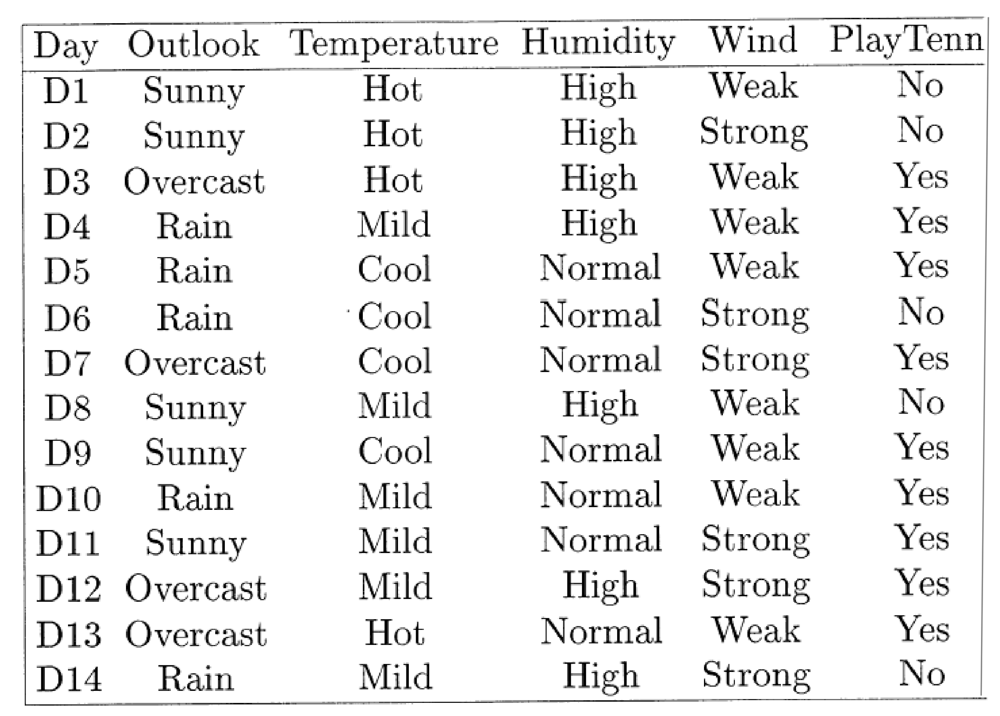 Day Outlook Temperature Humidity Wind PlayTenn
D1 Sunny Hot High Weak No
D2 Sunny Hot High Strong No
D3 Overcast Hot High Weak Yes
D4 Rain Mild High Weak Yes
D5 Rain Cool Normal Weak Yes
D6 Rain Cool Normal Strong No
D7 Overcast Cool Normal Strong Yes
D8 Sunny Mild High Weak No
D9 Sunny Cool Normal Weak Yes
D10 Rain Mild Normal Weak Yes
D11 Sunny Mild Normal Strong Yes
D12 Overcast Mild High Strong Yes
D13 Overcast Hot Normal Weak Yes
D14 Rain Mild High Strong No